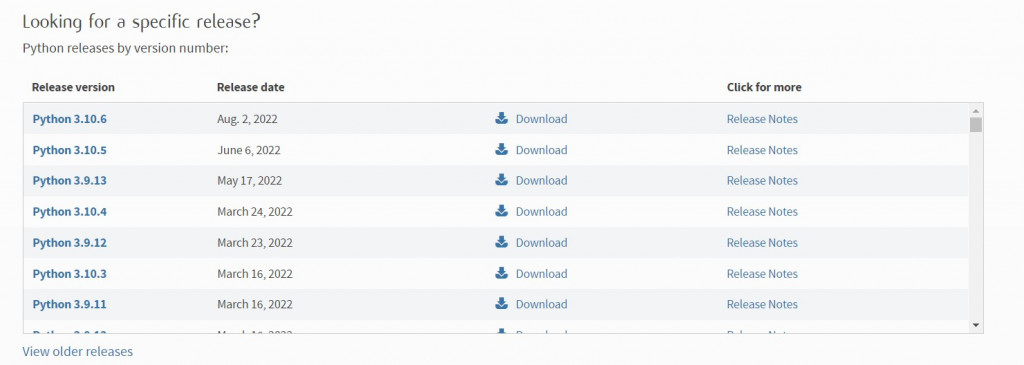 Looking for a specific release?
Python releases by version number:
Release version Release date Click for more
Python 3.10.6 Aug. 2, 2022 Download Release Notes
Python 3.10.5 June 6, 2022 Download Release Notes
Python 3.9.13 May 17, 2022 Download Release Notes
Python 3.10.4 March 24, 2022 Download Release Notes
Python 3.9.12 March 23, 2022 Download Release Notes
Python 3.10.3 March 16, 2022 Download Release Notes
Python 3.9.11 March 16, 2022 Download Release Notes
View older releases